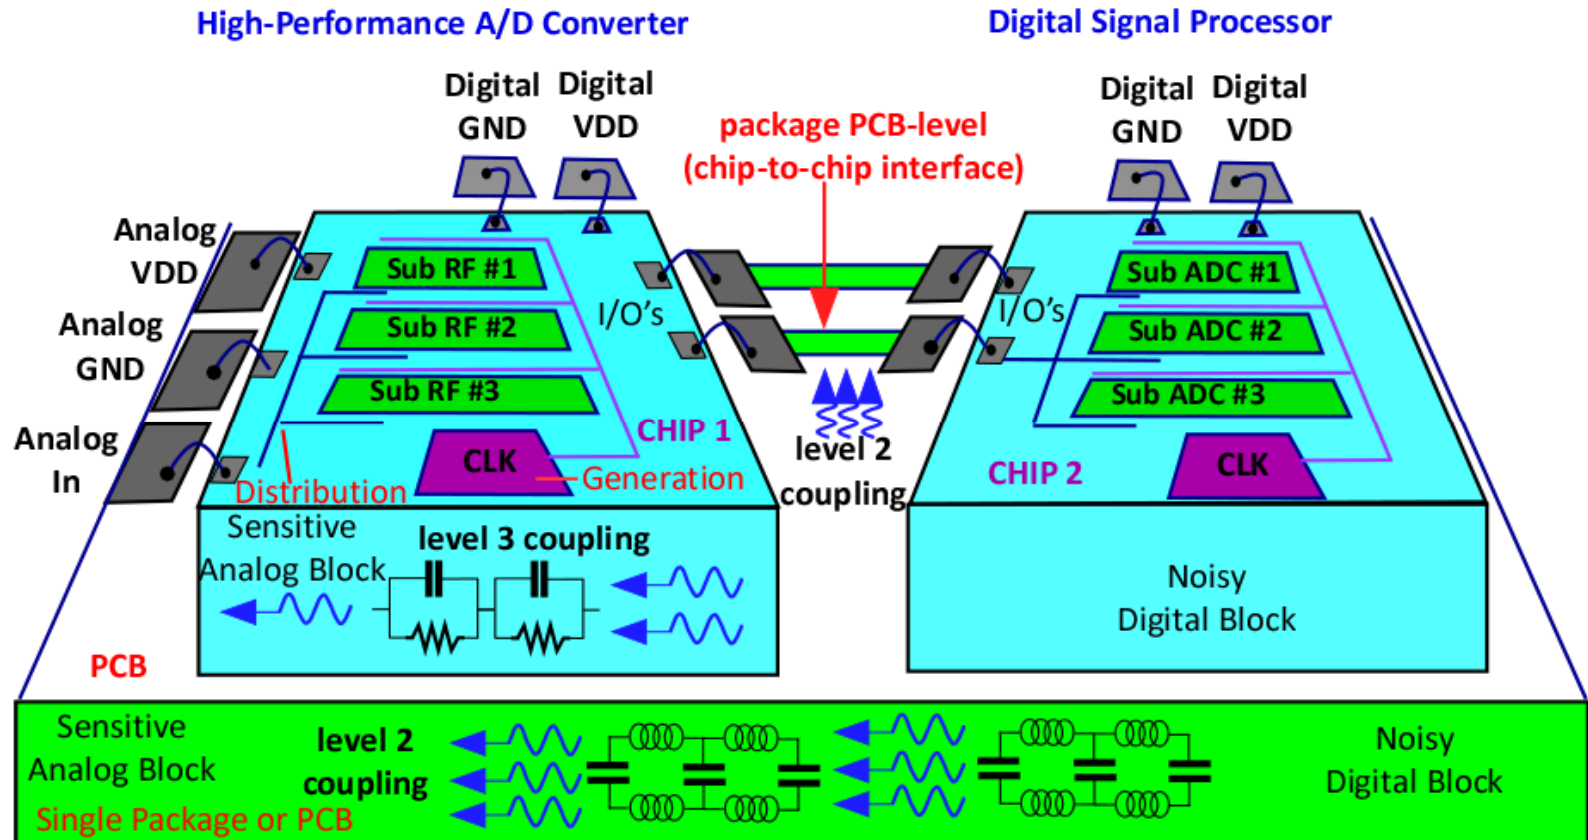 High-Performance A/D Converter
Digital Signal Processor
Digital
GND
Digital
VDD
package PCB-level
(chip-to-chip interface)
Digital
GND
Digital
VDD
Analog
VDD
Analog
GND
Analog
In
Sub RF #1
Sub RF #2
Sub RF #3
I/O's
CHIP 1
CLK
Generation
Distribution
level 2
coupling
I/O's
Sub ADC #1
Sub ADC #2
Sub ADC #3
CHIP 2
CLK
Sensitive
Analog Block
level 3 coupling
Noisy
Digital Block
PCB
Sensitive
Analog Block
level 2
coupling
Noisy
Digital Block
Single Package or PCB